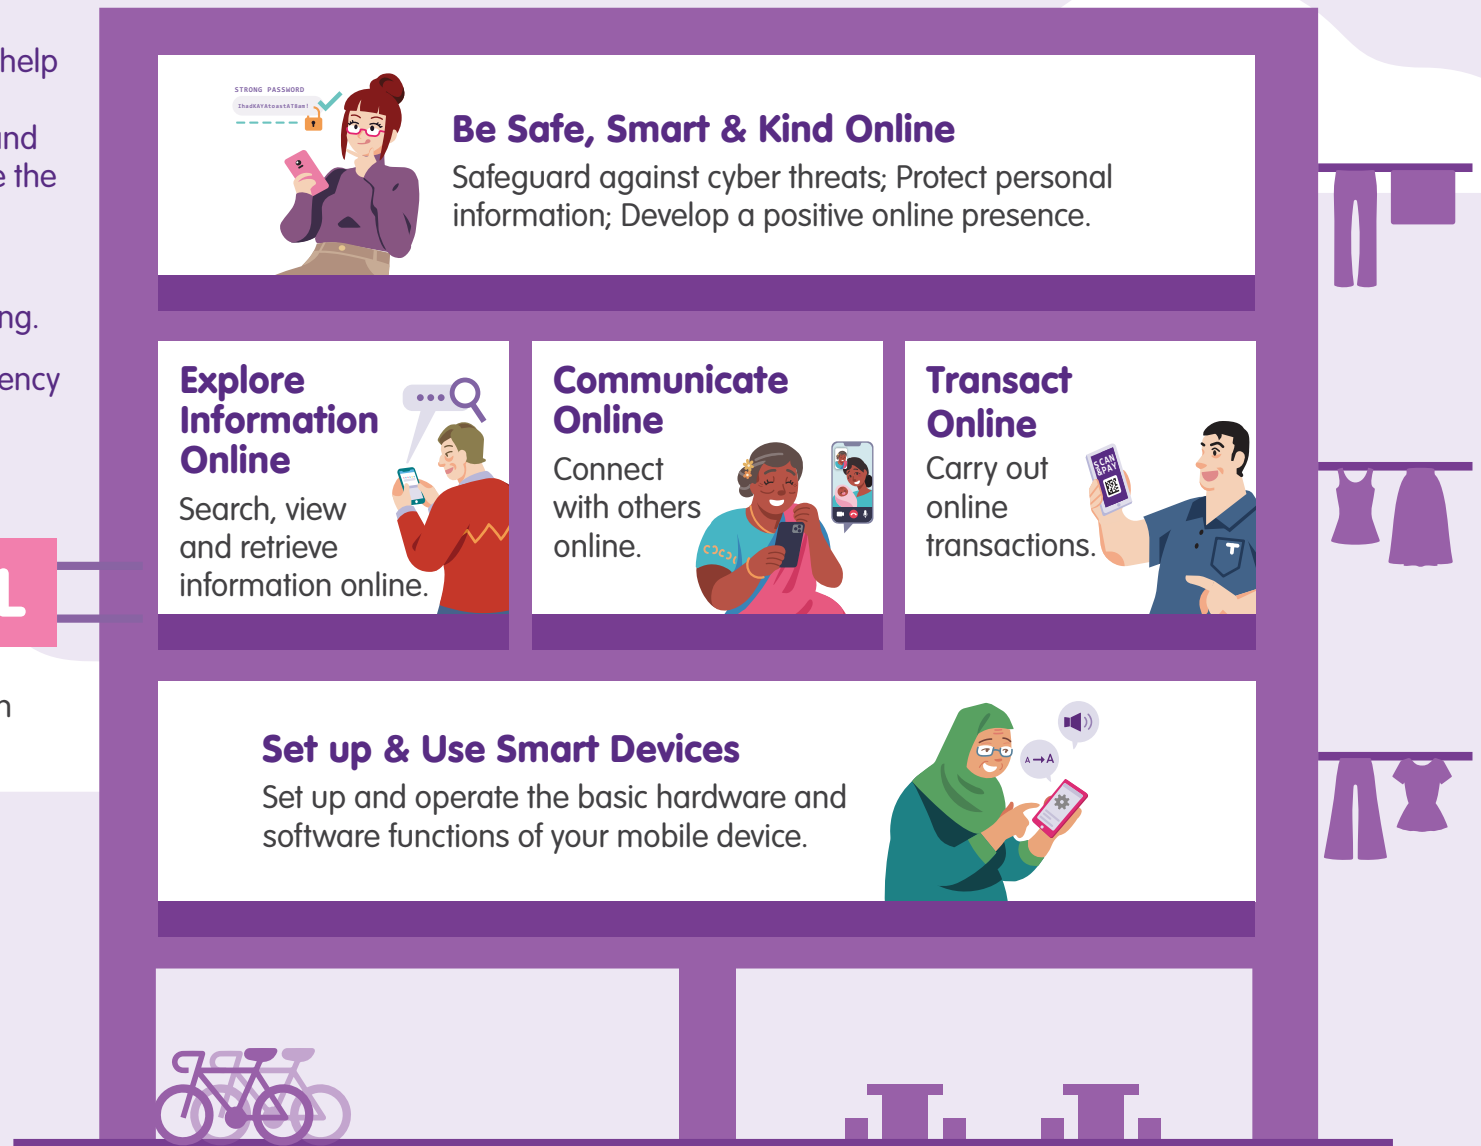 help
and
the
ng.
ency
STRONG PASSWORD
IhadKAYAtoastAT8am!
Be Safe, Smart & Kind Online
Safeguard against cyber threats; Protect personal
information; Develop a positive online presence.
Explore
Information
Online
Search, view
and retrieve
information online.
Communicate
Online
Connect
with others
online.
Transact
Online
Carry out
online
transactions.
SCAN
&PAY
Set up & Use Smart Devices
Set up and operate the basic hardware and
software functions of your mobile device.
A→A